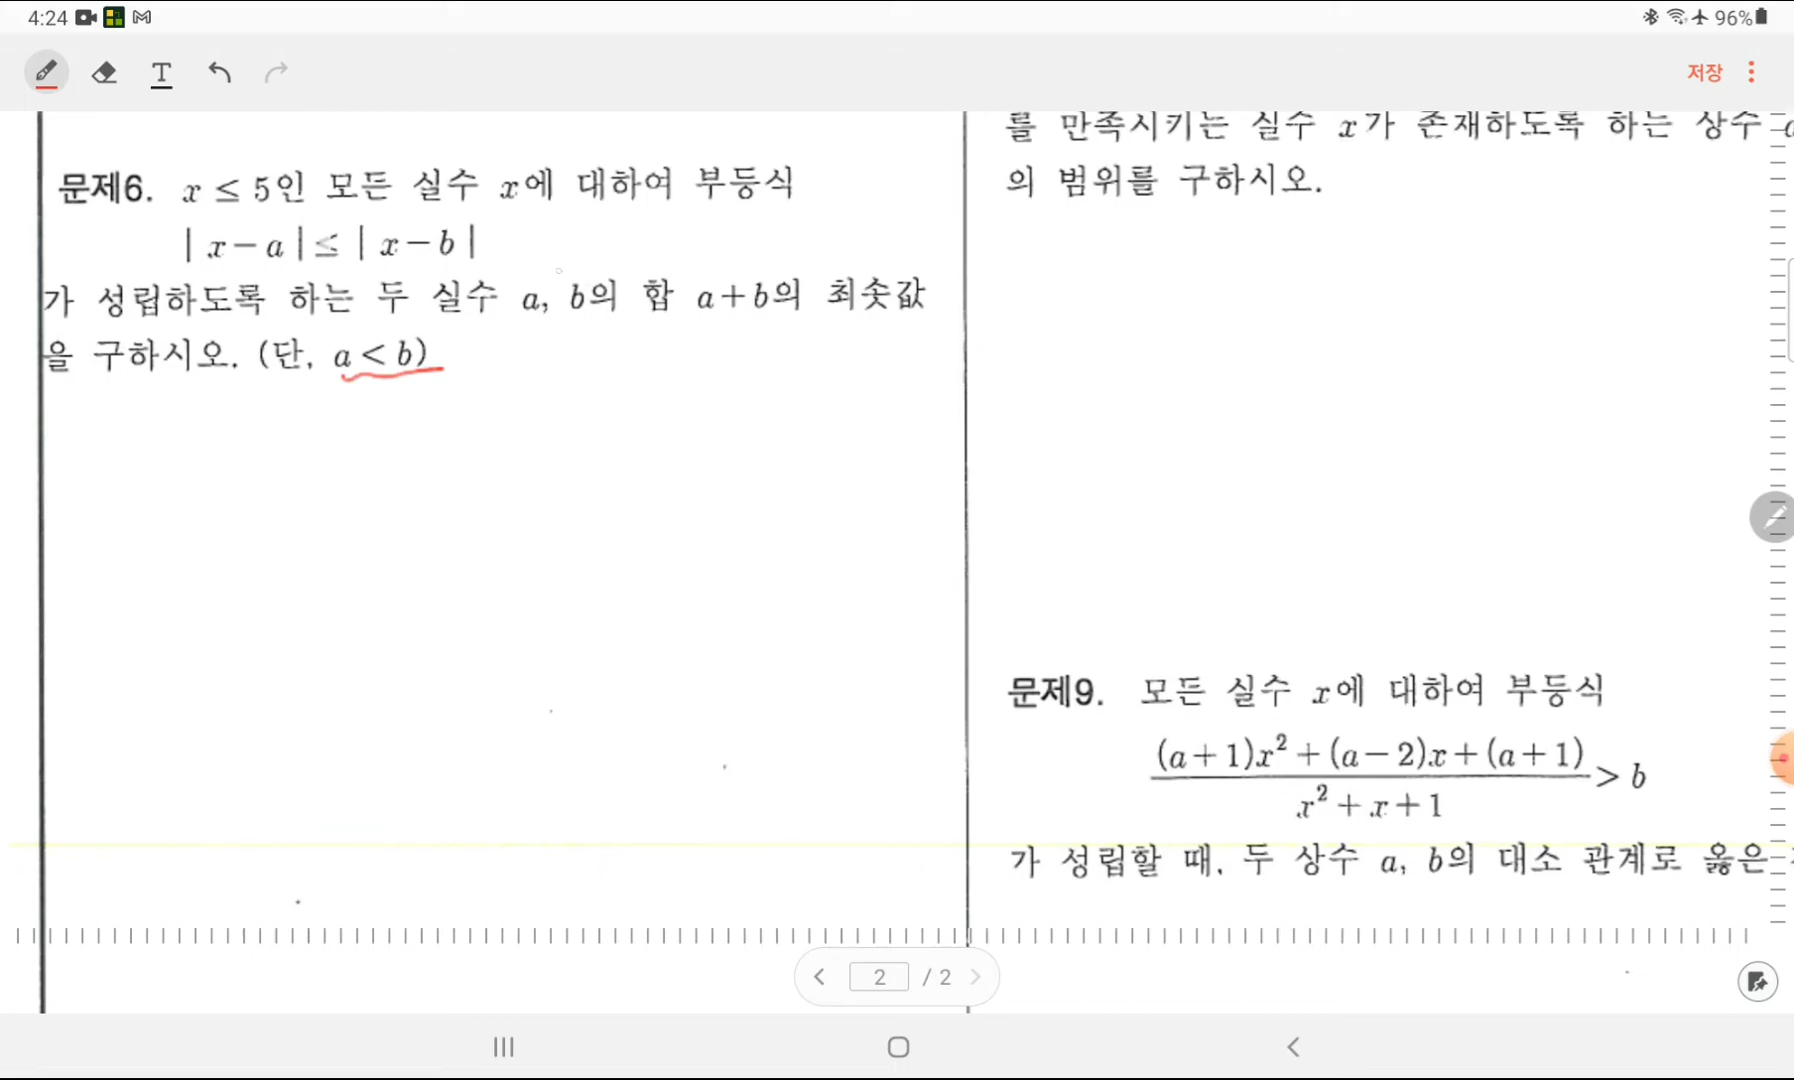 4:24
96%
저장
문제6. x ≤ 5인 모든 실수 x에 대하여 부등식
| x − a | ≤ | x − b |
가 성립하도록 하는 두 실수 a, b의 합 a + b의 최솟값
을 구하시오. (단, a < b)
를 만족시키는 실수 x가 존재하도록 하는 상수
의 범위를 구하시오.
문제9. 모든 실수 x에 대하여 부등식
\frac{(a+1)x^2+(a-2)x+(a+1)}{x^2+x+1} > b
가 성립할 때, 두 상수 a, b의 대소 관계로 옳은
2 / 2